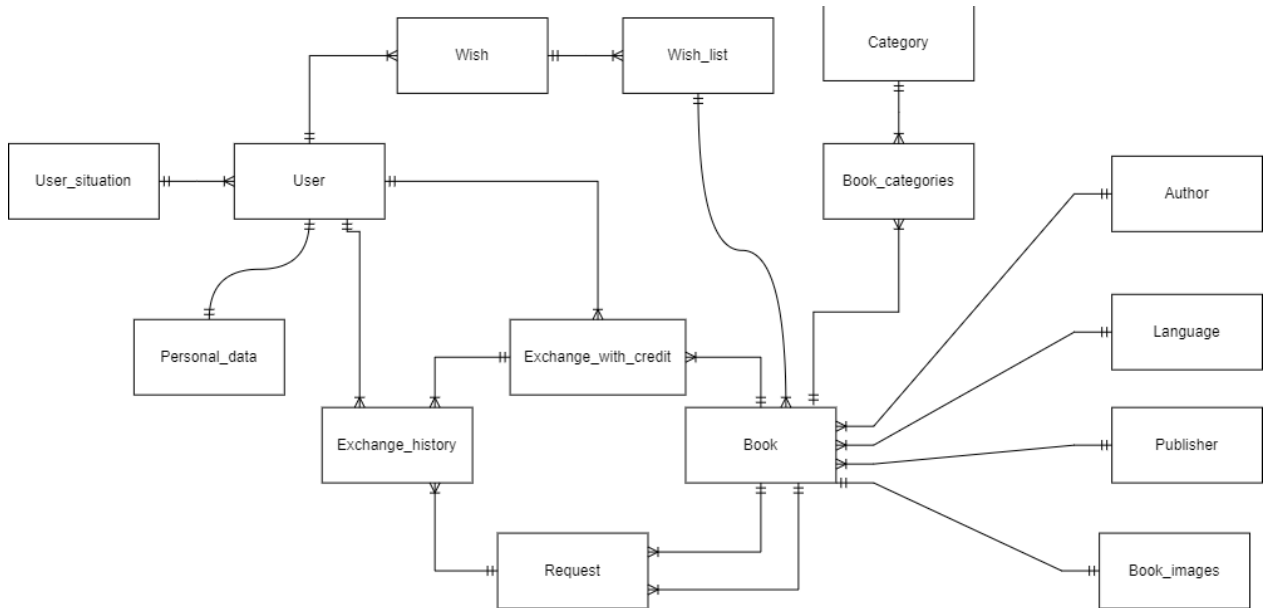 Wish
Wish_list
Category
User_situation
User
Book_categories
Author
Language
Personal_data
Exchange_with_credit
Exchange_history
Book
Publisher
Request
Book_images